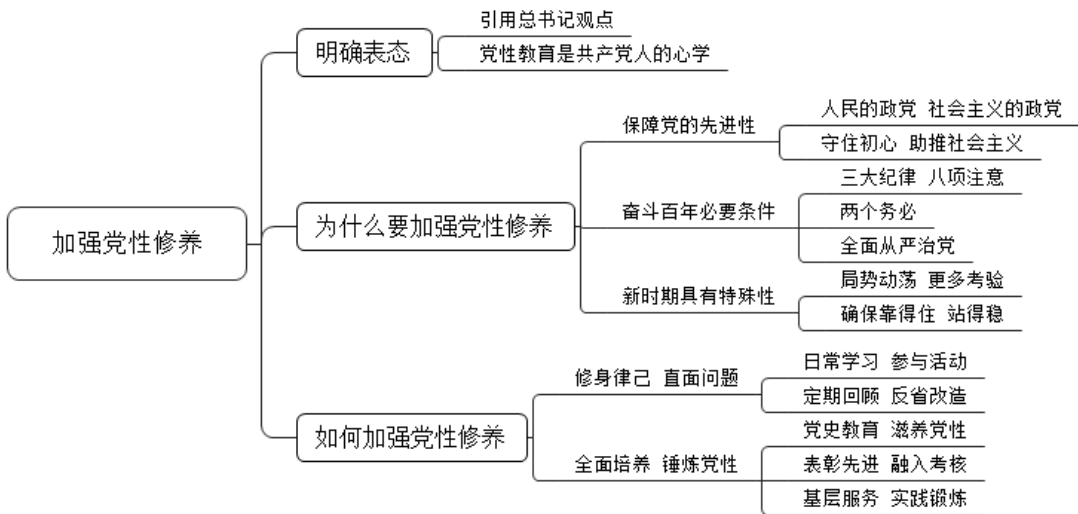 加强党性修养
明确表态
引用总书记观点
党性教育是共产党人的心学
为什么要加强党性修养
保障党的先进性
人民的政党 社会主义的政党
守住初心 助推社会主义
奋斗百年必要条件
三大纪律 八项注意
两个务必
全面从严治党
新时期具有特殊性
局势动荡 更多考验
确保靠得住 站得稳
如何加强党性修养
修身律己 直面问题
日常学习 参与活动
定期回顾 反省改造
全面培养 锤炼党性
党史教育 滋养党性
表彰先进 融入考核
基层服务 实践锻炼